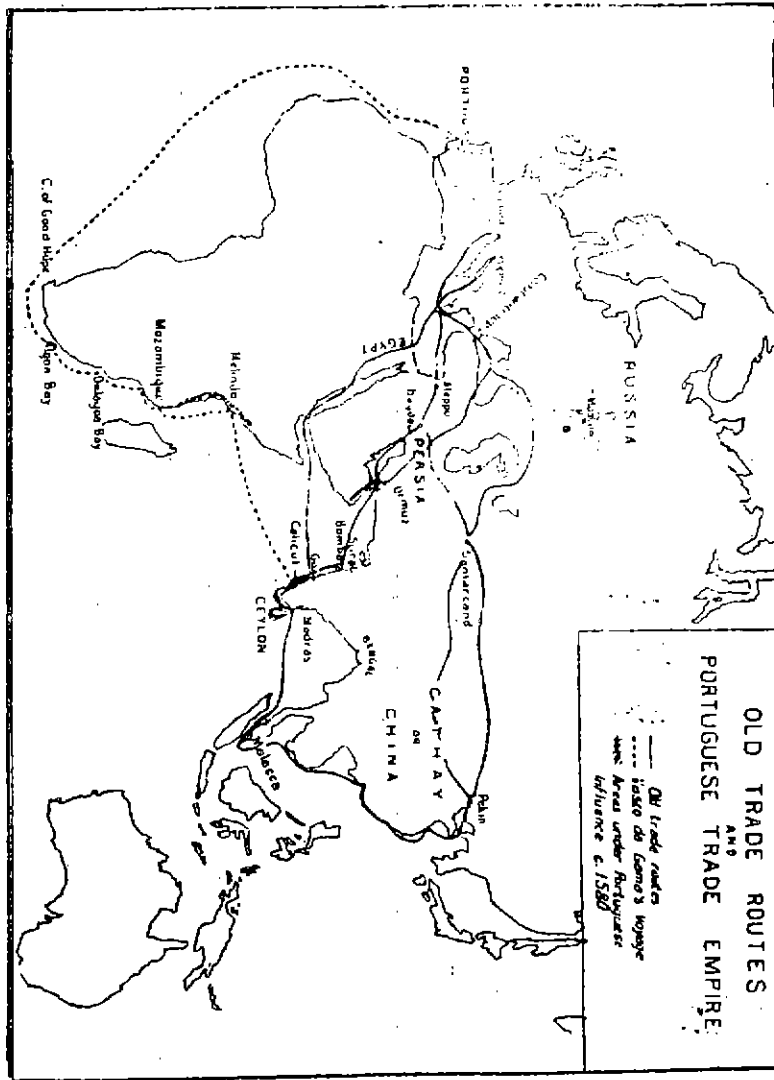 OLD TRADE ROUTES
AND
PORTUGUESE TRADE EMPIRE
Old trade routes
Vasco da Gama's Voyage
Areas under Portuguese
influence c. 1580
RUSSIA
EGYPT
Aleppo
PERSIA
Ormuz
Samarcand
CATHAY
OR
CHINA
Pekin
Surat
Bombay
Goa
Calicut
CEYLON
Madras
BENGAL
Malacca
Melinda
Mozambique
Delagoa Bay
Algoa Bay
C. of Good Hope